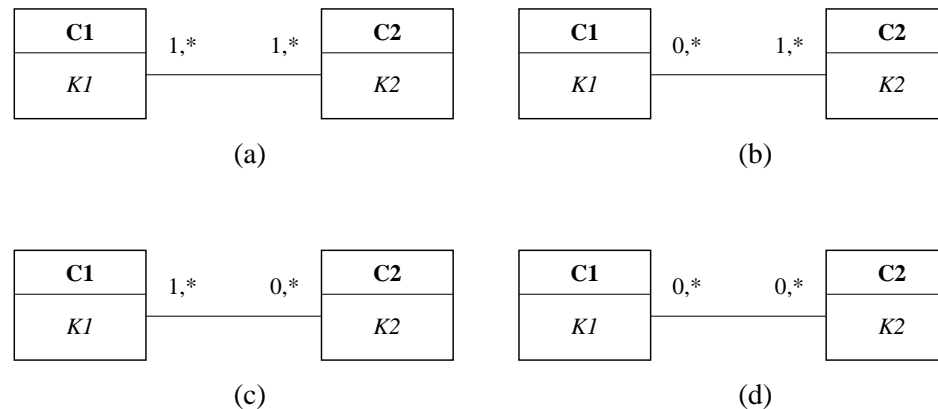 C1 1,* 1,* C2
K1 K2
(a)
C1 0,* 1,* C2
K1 K2
(b)
C1 1,* 0,* C2
K1 K2
(c)
C1 0,* 0,* C2
K1 K2
(d)